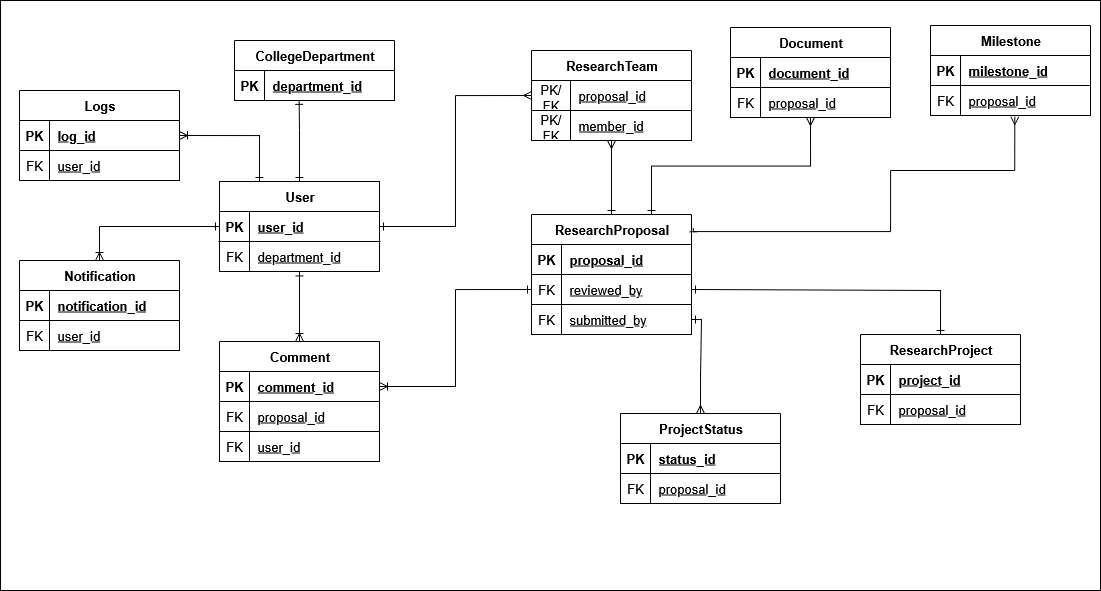 CollegeDepartment
PK department_id
Logs
PK log_id
FK user_id
User
PK user_id
FK department_id
Notification
PK notification_id
FK user_id
Comment
PK comment_id
FK proposal_id
FK user_id
ResearchTeam
PK/
FK proposal_id
PK/
FK member_id
Document
PK document_id
FK proposal_id
Milestone
PK milestone_id
FK proposal_id
ResearchProposal
PK proposal_id
FK reviewed_by
FK submitted_by
ResearchProject
PK project_id
FK proposal_id
ProjectStatus
PK status_id
FK proposal_id